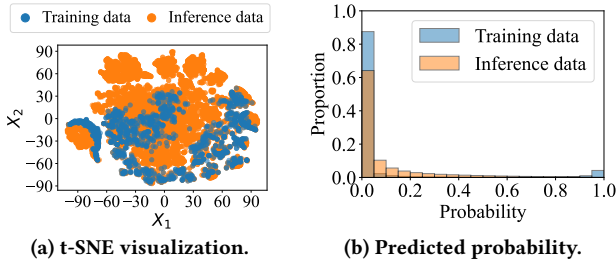 Training data
Inference data
90
60
30
0
−30
−60
−90
X2
−90
−60
−30
0
30
60
90
X1
(a) t-SNE visualization.
Training data
Inference data
1.0
0.8
0.6
0.4
0.2
0.0
Proportion
0.0
0.2
0.4
0.6
0.8
1.0
Probability
(b) Predicted probability.